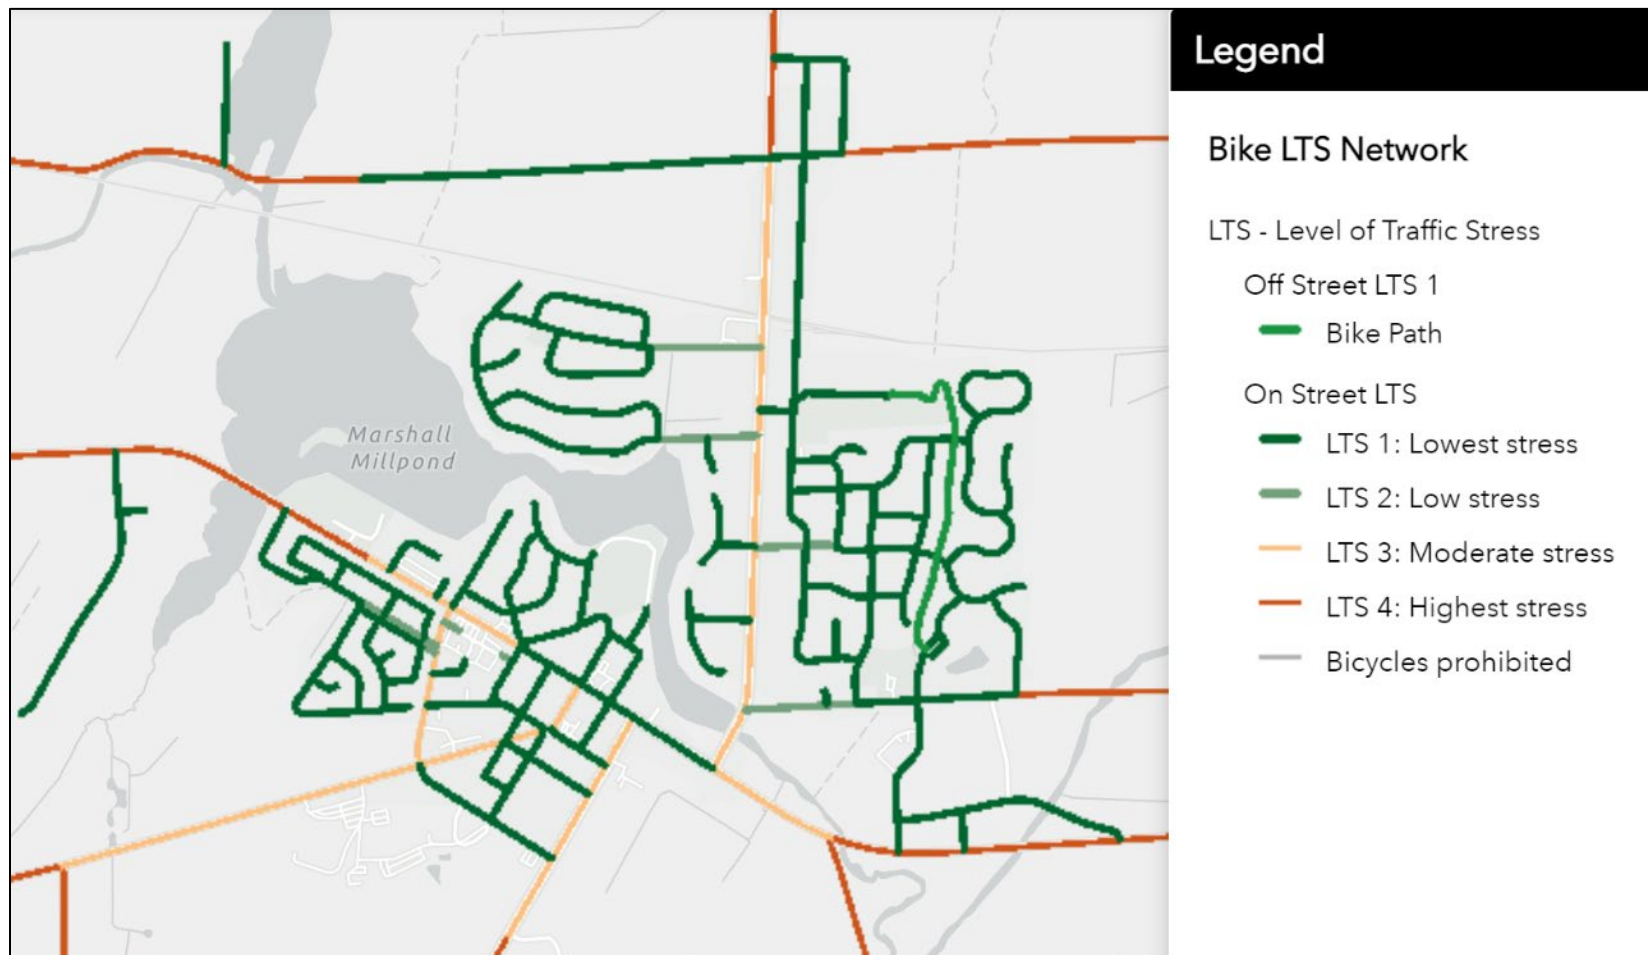 Legend
Bike LTS Network
LTS - Level of Traffic Stress
Off Street LTS 1
Bike Path
On Street LTS
LTS 1: Lowest stress
LTS 2: Low stress
LTS 3: Moderate stress
LTS 4: Highest stress
Bicycles prohibited
Marshall
Millpond